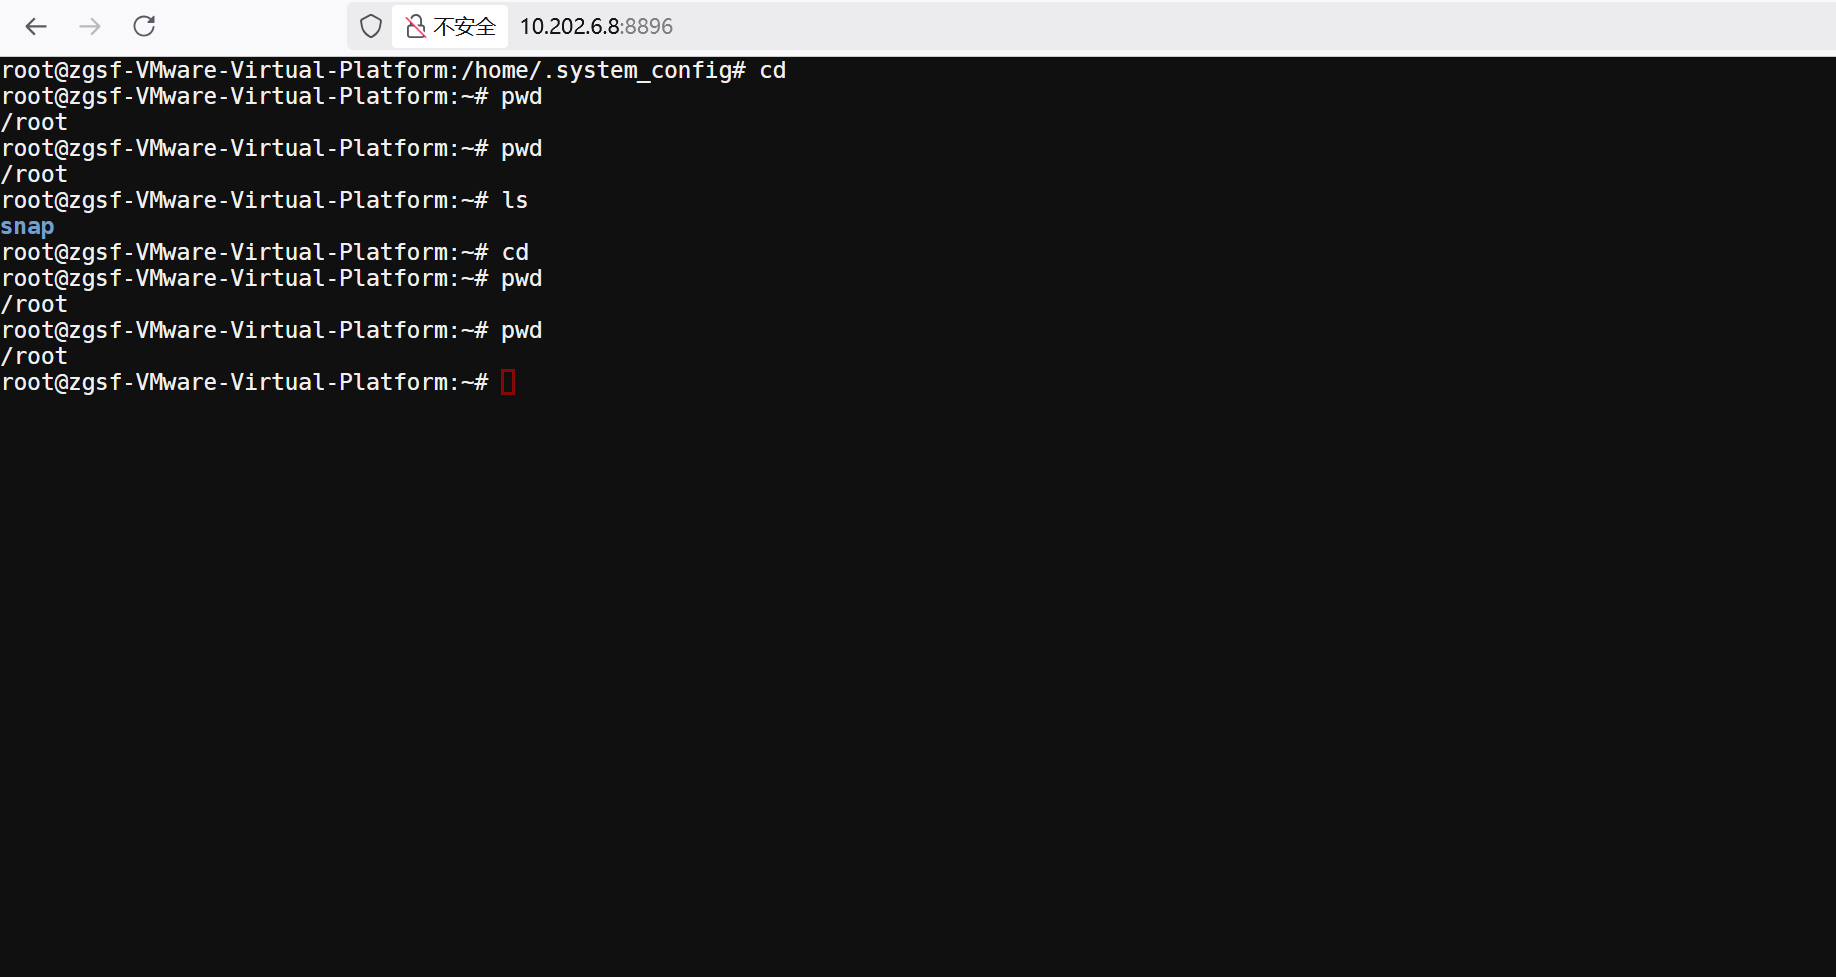 不安全 10.202.6.8:8896
root@zgsf-VMware-Virtual-Platform:/home/.system_config# cd
root@zgsf-VMware-Virtual-Platform:~# pwd
/root
root@zgsf-VMware-Virtual-Platform:~# pwd
/root
root@zgsf-VMware-Virtual-Platform:~# ls
snap
root@zgsf-VMware-Virtual-Platform:~# cd
root@zgsf-VMware-Virtual-Platform:~# pwd
/root
root@zgsf-VMware-Virtual-Platform:~# pwd
/root
root@zgsf-VMware-Virtual-Platform:~#